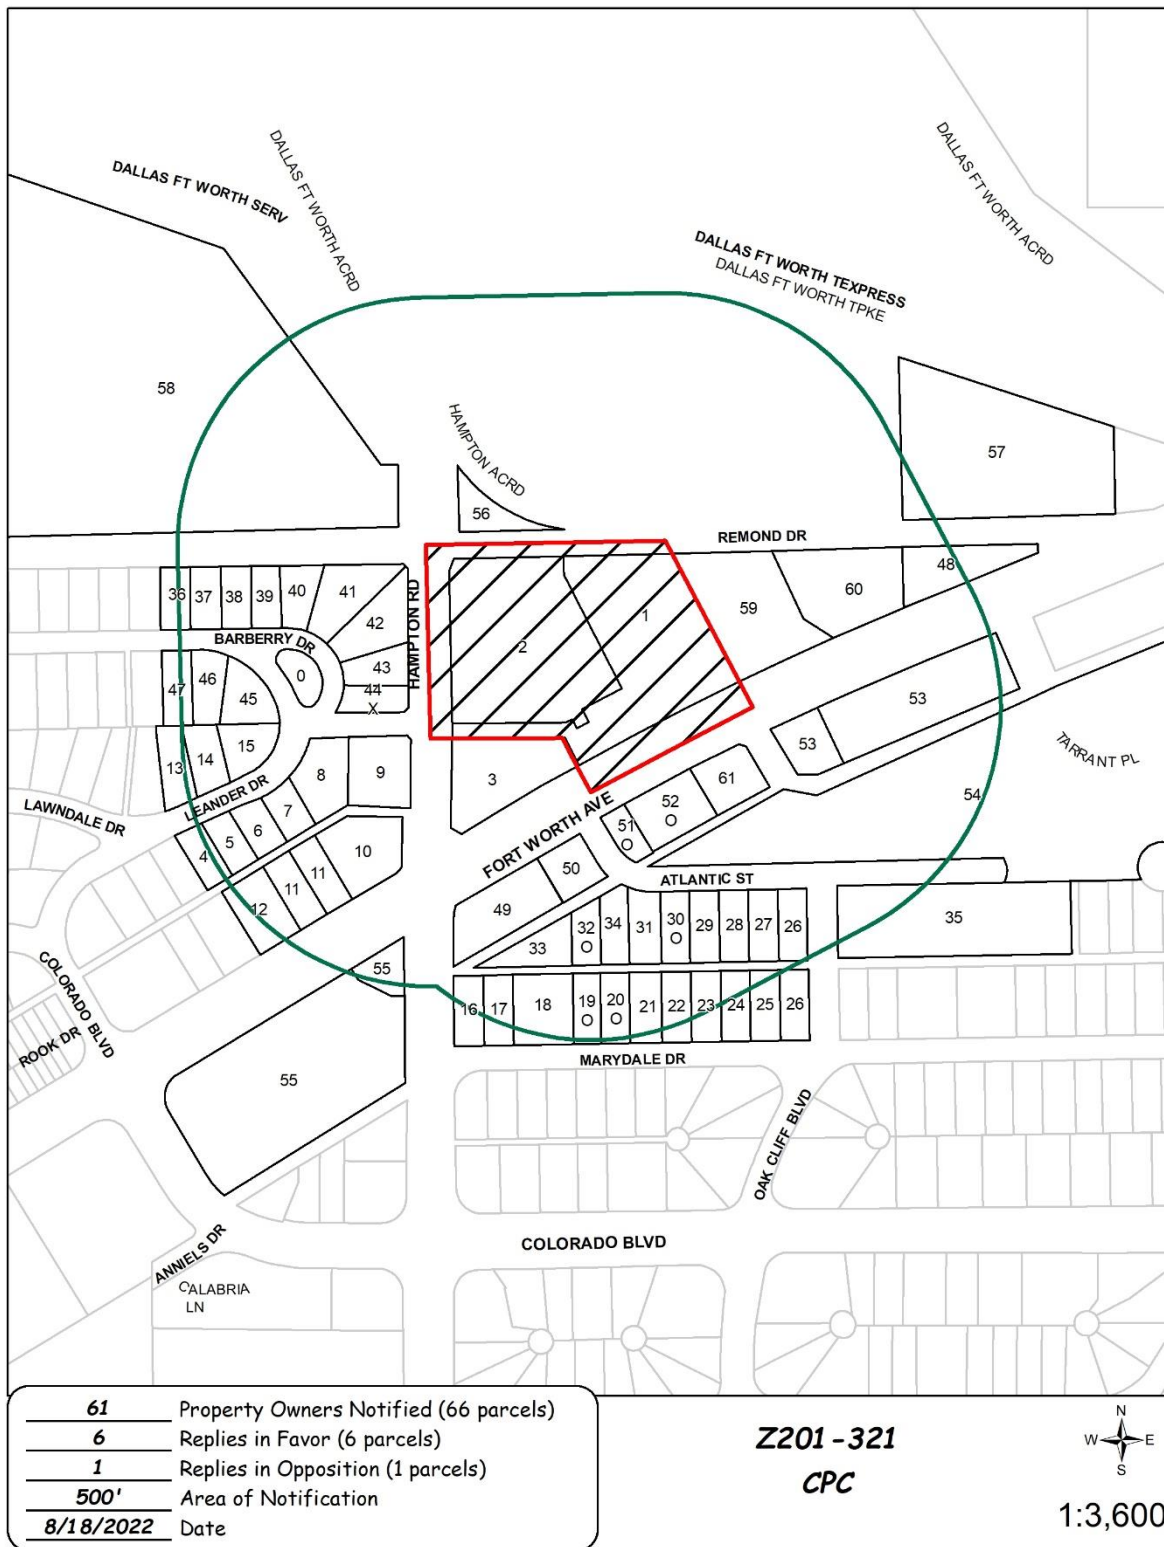 DALLAS FT WORTH ACRD
DALLAS FT WORTH ACRD
DALLAS FT WORTH SERV
DALLAS FT WORTH TEXPRESS
DALLAS FT WORTH TPKE
58
HAMPTON ACRD
57
56
REMOND DR
48
36 37 38 39 40 41
60
59
1
42
HAMPTON RD
BARBERRY DR
2
43
0
44
X
47 46 45
53
53
TARRANT PL
13 14 15
8 9
3
61
54
LEANDER DR
LAWNDALE DR
7
6
5
4
52
O
51
O
FORT WORTH AVE
10
11
11
12
50
49
ATLANTIC ST
35
32 34 31 30 29 28 27 26
O O
33
55
COLORADO BLVD
16 17 18 19 20 21 22 23 24 25 26
O O
ROOK DR
MARYDALE DR
55
OAK CLIFF BLVD
ANNIELS DR
COLORADO BLVD
CALABRIA
LN
61 Property Owners Notified (66 parcels)
6 Replies in Favor (6 parcels)
1 Replies in Opposition (1 parcels)
500' Area of Notification
8/18/2022 Date
Z201-321
CPC
N
W E
S
1:3,600